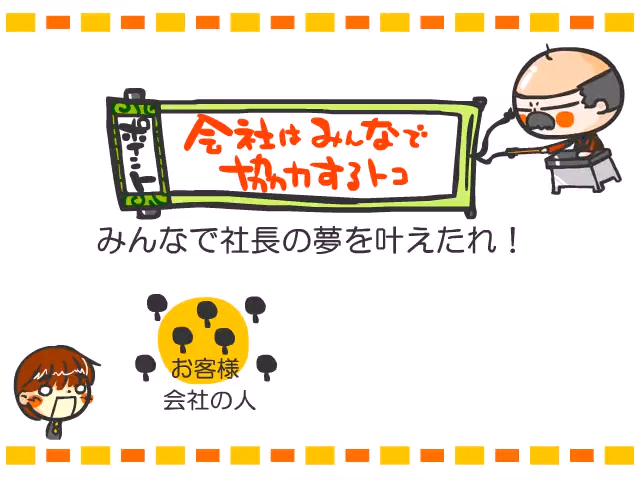 ポイント
会社はみんなで
協力するトコ
みんなで社長の夢を叶えたれ！
お客様
会社の人